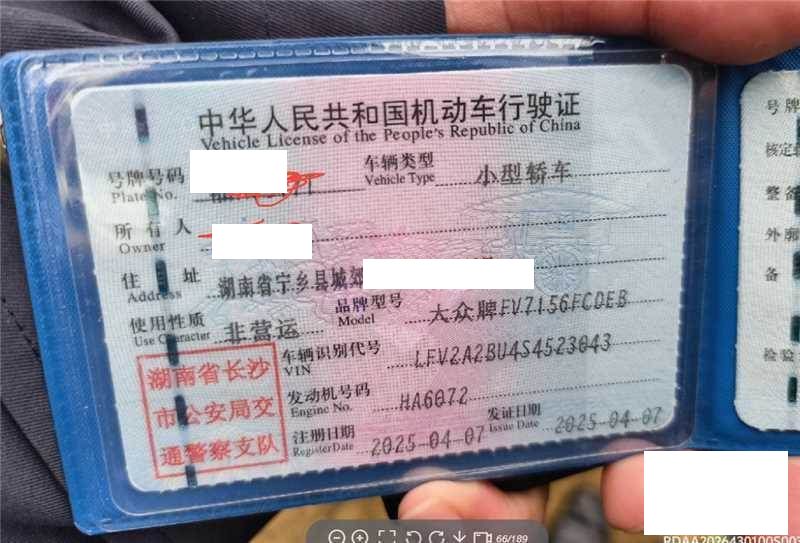 中华人民共和国机动车行驶证
Vehicle License of the People's Republic of China
号牌号码 车辆类型 小型轿车
Plate No. Vehicle Type
所有人
Owner
住址 湖南省宁乡县城郊
Address
使用性质 非营运 品牌型号 大众牌FV7156FCDEB
Use Character Model
湖南省长沙
市公安局交
通警察支队
车辆识别代号 LFV2A2BU4S4523043
VIN
发动机号码 HA6072
Engine No.
注册日期 2025-04-07 发证日期 2025-04-07
Register Date Issue Date
号牌
核定
整备
外廓
备
检验
66/189